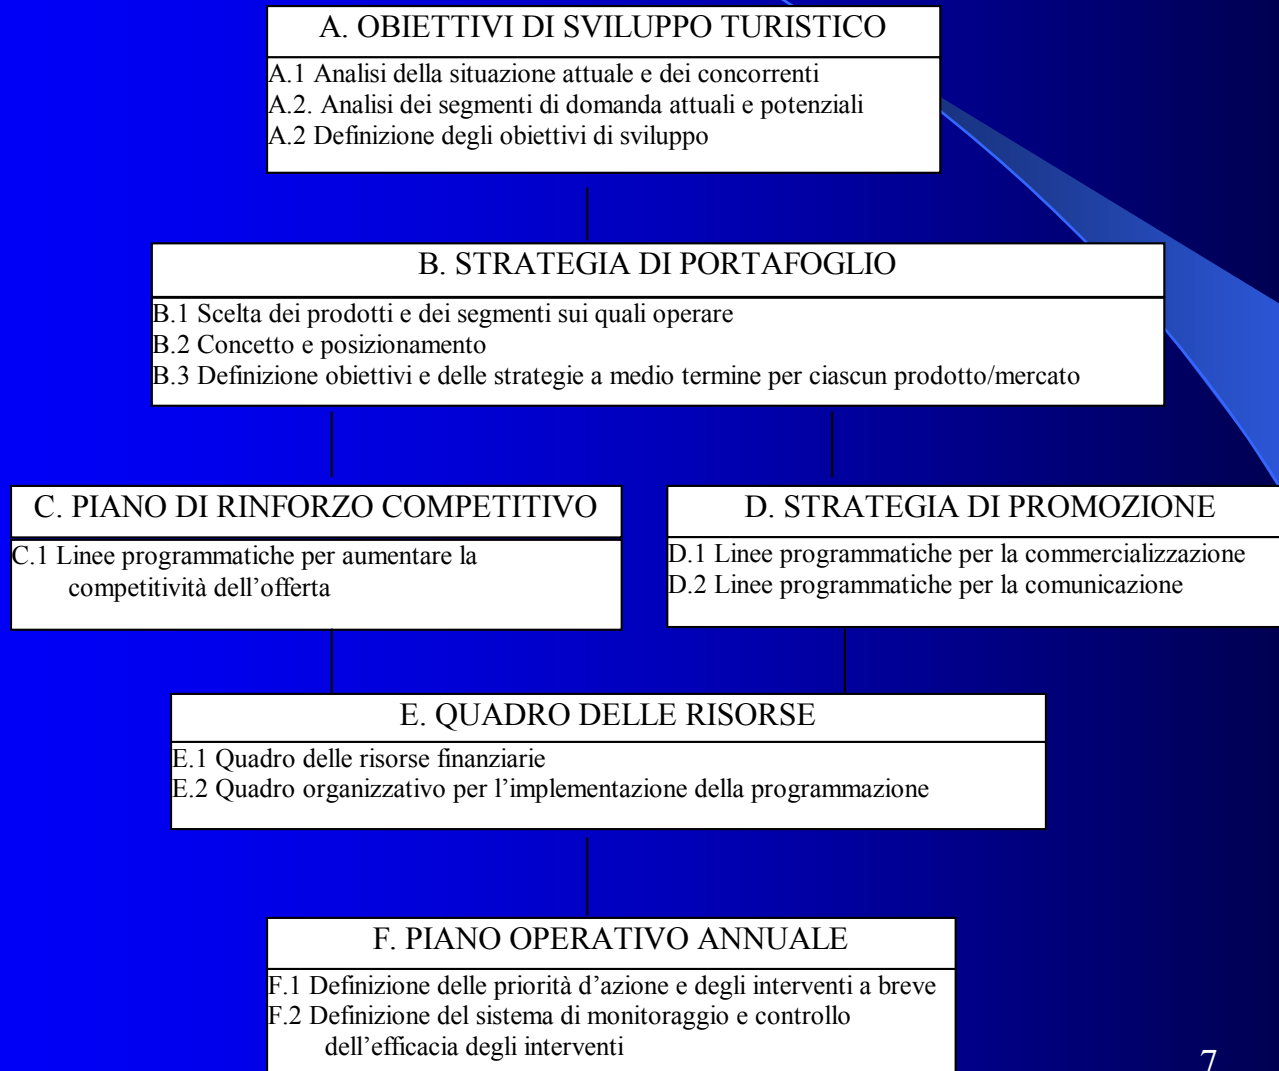 A. OBIETTIVI DI SVILUPPO TURISTICO
A.1 Analisi della situazione attuale e dei concorrenti
A.2. Analisi dei segmenti di domanda attuali e potenziali
A.2 Definizione degli obiettivi di sviluppo
B. STRATEGIA DI PORTAFOGLIO
B.1 Scelta dei prodotti e dei segmenti sui quali operare
B.2 Concetto e posizionamento
B.3 Definizione obiettivi e delle strategie a medio termine per ciascun prodotto/mercato
C. PIANO DI RINFORZO COMPETITIVO
C.1 Linee programmatiche per aumentare la
competitività dell’offerta
D. STRATEGIA DI PROMOZIONE
D.1 Linee programmatiche per la commercializzazione
D.2 Linee programmatiche per la comunicazione
E. QUADRO DELLE RISORSE
E.1 Quadro delle risorse finanziarie
E.2 Quadro organizzativo per l’implementazione della programmazione
F. PIANO OPERATIVO ANNUALE
F.1 Definizione delle priorità d’azione e degli interventi a breve
F.2 Definizione del sistema di monitoraggio e controllo
dell’efficacia degli interventi
7